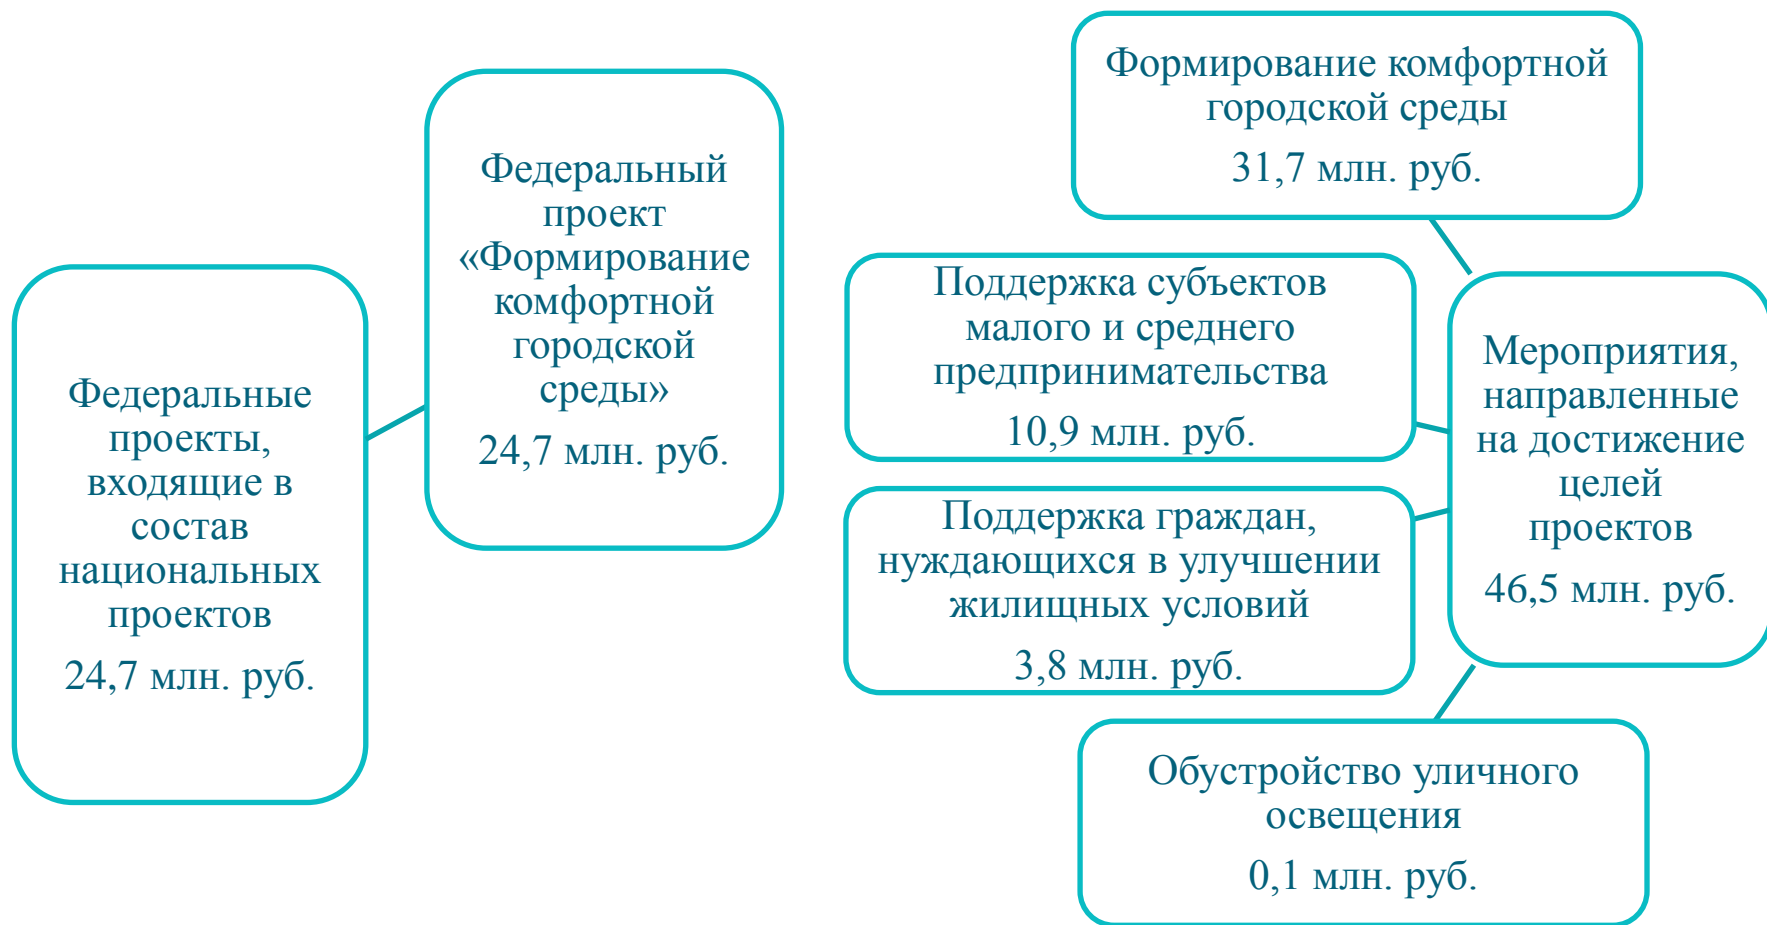 Федеральные
проекты,
входящие в
состав
национальных
проектов
24,7 млн. руб.
Федеральный
проект
«Формирование
комфортной
городской
среды»
24,7 млн. руб.
Формирование комфортной
городской среды
31,7 млн. руб.
Поддержка субъектов
малого и среднего
предпринимательства
10,9 млн. руб.
Поддержка граждан,
нуждающихся в улучшении
жилищных условий
3,8 млн. руб.
Обустройство уличного
освещения
0,1 млн. руб.
Мероприятия,
направленные
на достижение
целей
проектов
46,5 млн. руб.